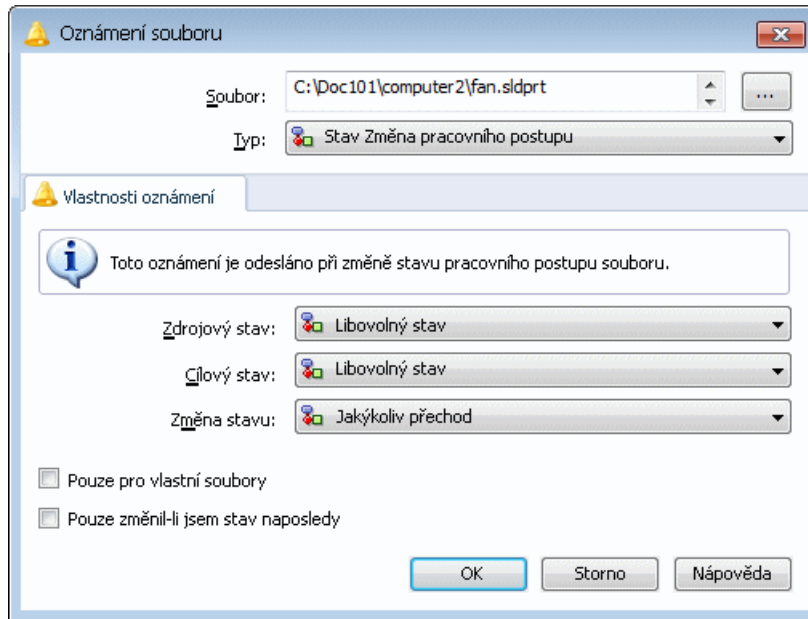 Oznámení souboru
Soubor: C:\Doc101\computer2\fan.sldprt ...
Typ: Stav Změna pracovního postupu
Vlastnosti oznámení
Toto oznámení je odesláno při změně stavu pracovního postupu souboru.
Zdrojový stav: Libovolný stav
Cílový stav: Libovolný stav
Změna stavu: Jakýkoliv přechod
Pouze pro vlastní soubory
Pouze změnil-li jsem stav naposledy
OK Storno Nápověda